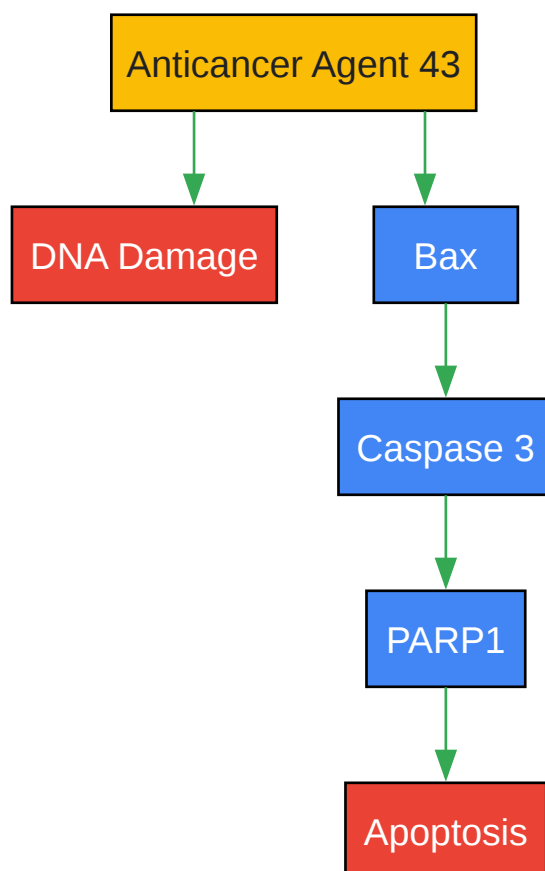 Anticancer Agent 43
DNA Damage
Bax
Caspase 3
PARP1
Apoptosis